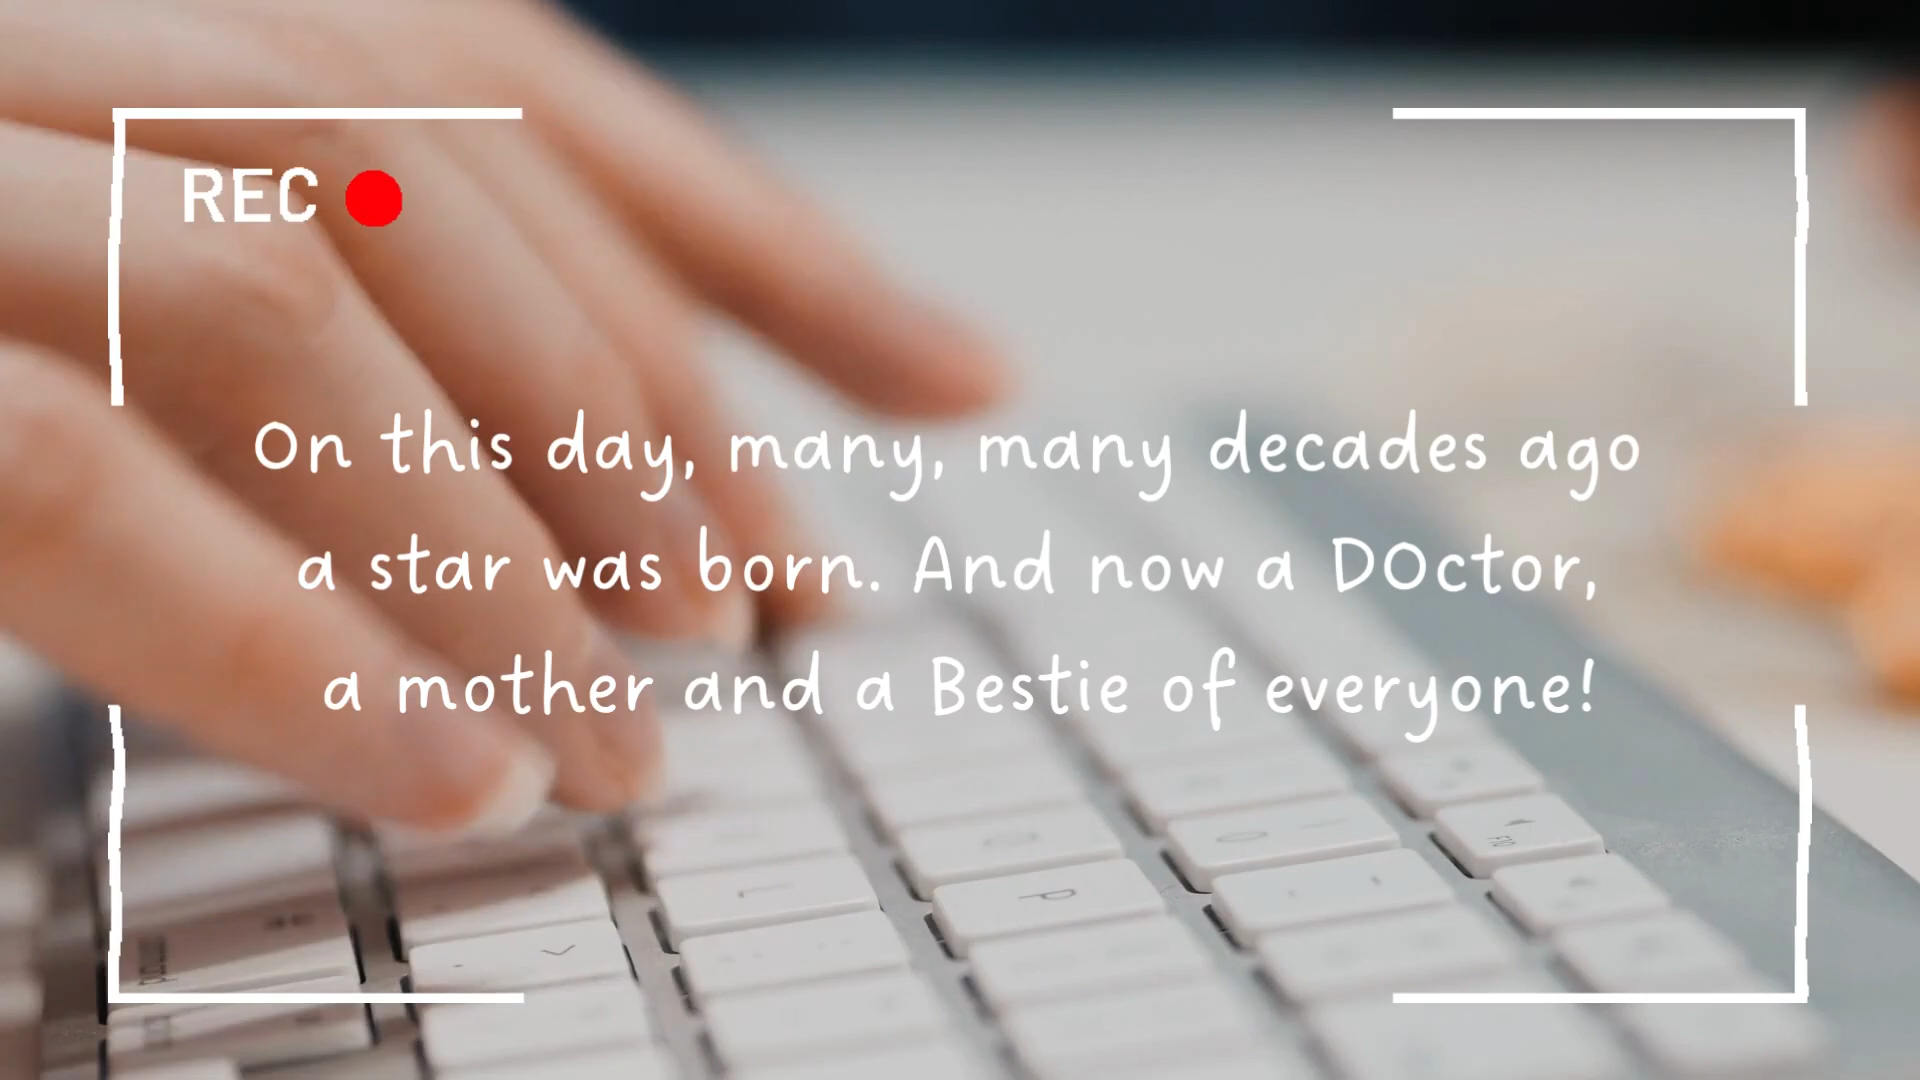 REC
On this day, many, many decades ago
a star was born. And now a DOctor,
a mother and a Bestie of everyone!
P
F10